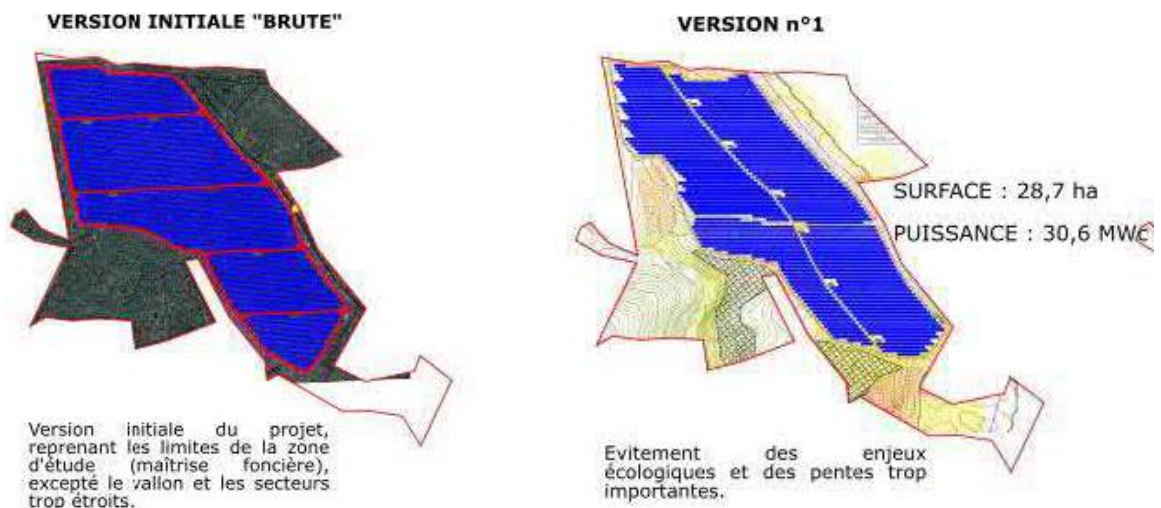 VERSION INITIALE "BRUTE"
Version initiale du projet,
reprenant les limites de la zone
d'étude (maîtrise foncière),
excepté le vallon et les secteurs
trop étroits.
VERSION n°1
SURFACE : 28,7 ha
PUISSANCE : 30,6 MWc
Evitement des enjeux
écologiques et des pentes trop
importantes.